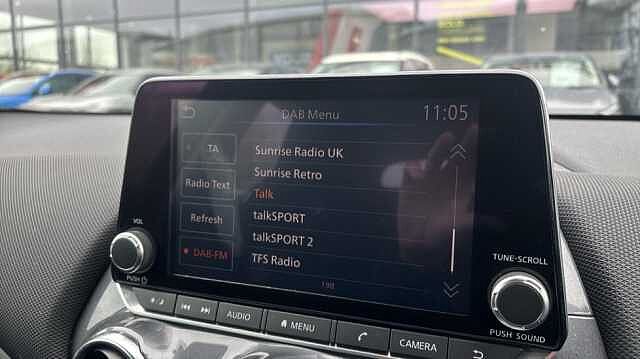 DAB Menu 11:05
TA
Radio Text
Refresh
DAB-FM
Sunrise Radio UK
Sunrise Retro
Talk
talkSPORT
talkSPORT 2
TFS Radio
190
VOL
PUSH
TUNE-SCROLL
PUSH SOUND
AUDIO
MENU
CAMERA